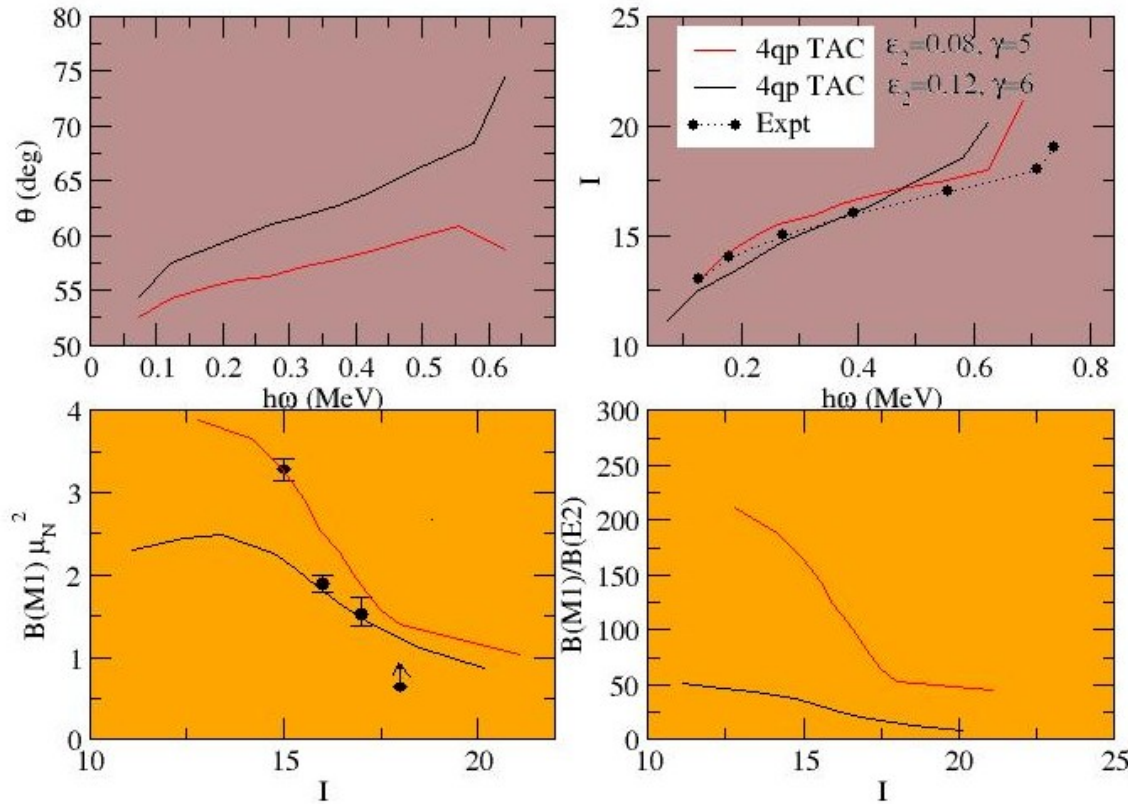 80
75
70
65
60
55
50
θ (deg)
0 0.1 0.2 0.3 0.4 0.5 0.6
hω (MeV)
25
20
15
10
I
4qp TAC ε₂=0.08, γ=5
4qp TAC ε₂=0.12, γ=6
Expt
0.2 0.4 0.6 0.8
hω (MeV)
4
3
2
1
0
B(M1) μ_N²
10 15 20
I
300
250
200
150
100
50
0
B(M1)/B(E2)
10 15 20 25
I